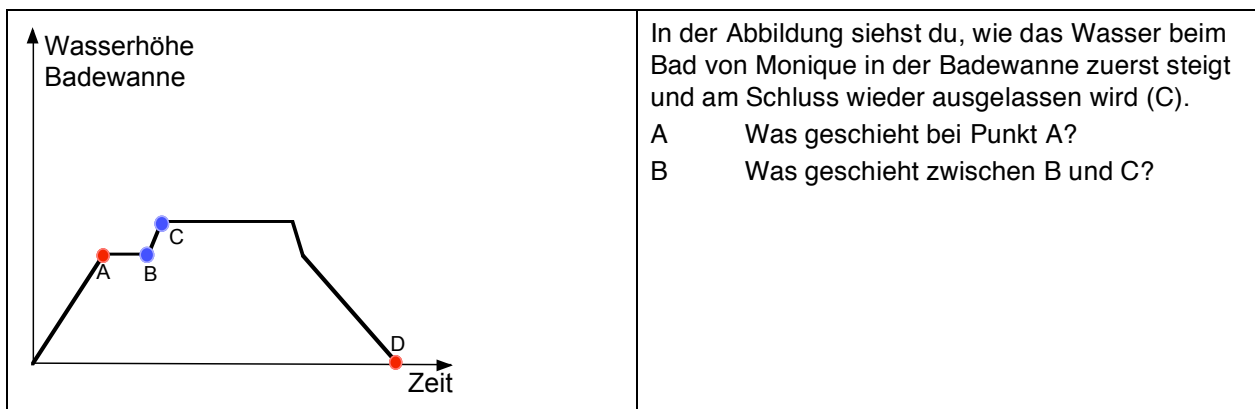 Wasserhöhe
Badewanne
C
A
B
D
Zeit
In der Abbildung siehst du, wie das Wasser beim
Bad von Monique in der Badewanne zuerst steigt
und am Schluss wieder ausgelassen wird (C).
A Was geschieht bei Punkt A?
B Was geschieht zwischen B und C?